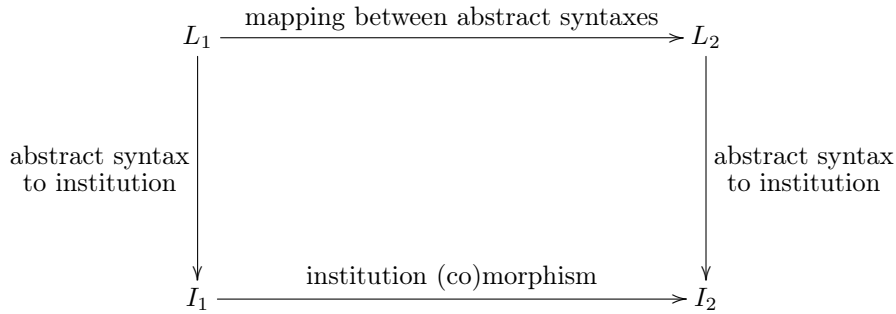 mapping between abstract syntaxes
L₁ L₂
abstract syntax abstract syntax
to institution to institution
institution (co)morphism
I₁ I₂